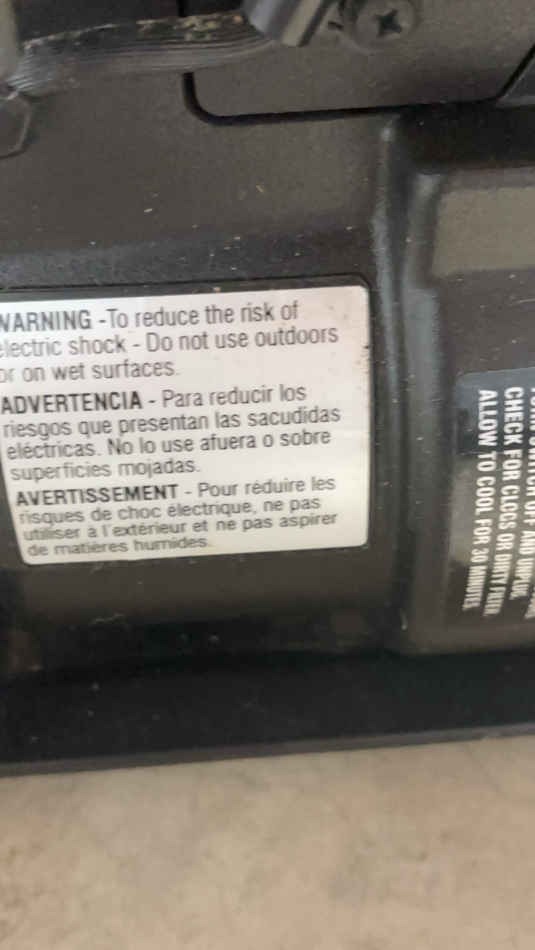 WARNING -To reduce the risk of
electric shock - Do not use outdoors
or on wet surfaces.
ADVERTENCIA - Para reducir los
riesgos que presentan las sacudidas
eléctricas. No lo use afuera o sobre
superficies mojadas.
AVERTISSEMENT - Pour réduire les
risques de choc électrique, ne pas
utiliser à l'extérieur et ne pas aspirer
de matières humides.
OFF AND UNPLUG
CHECK FOR CLOGS OR DIRTY FILTER
ALLOW TO COOL FOR 30 MINUTES